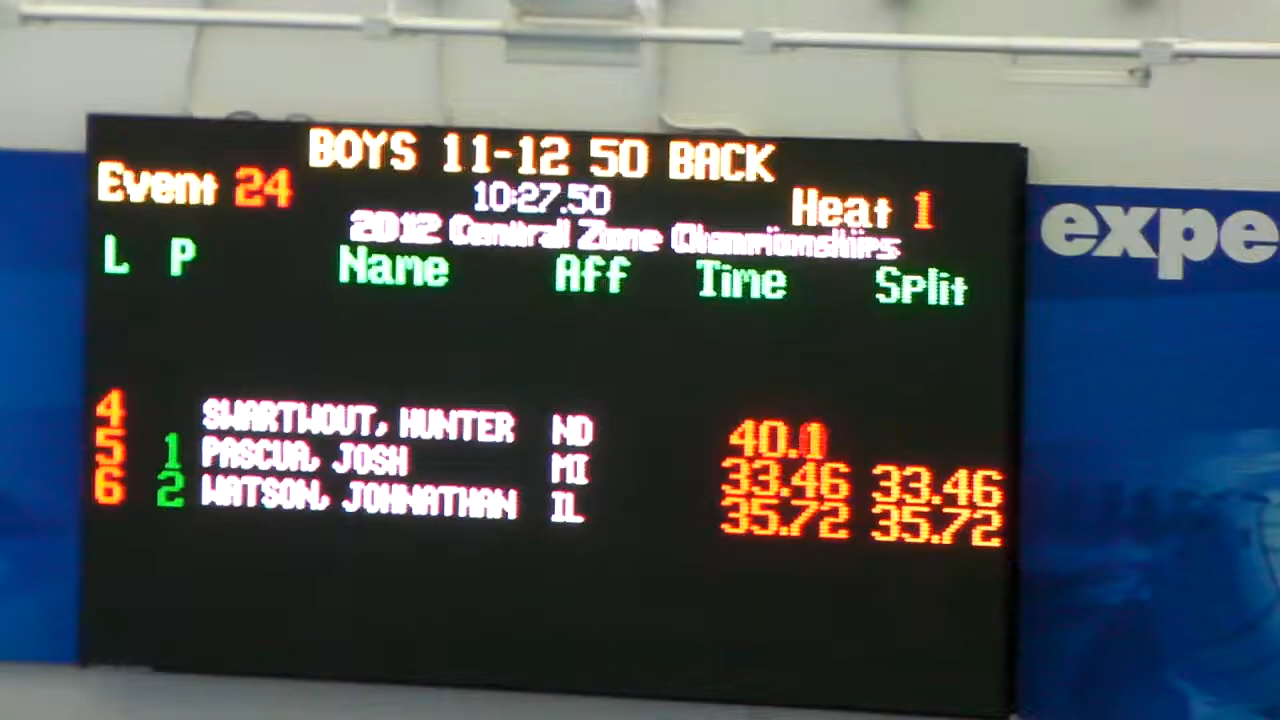 BOYS 11-12 50 BACK
Event 24 10:27.50 Heat 1
2012 Central Zone Championships
L P Name Aff Time Split
4 SWARTWOUT, HUNTER ND 40.1
5 1 PASCUA, JOSH MI 33.46 33.46
6 2 WATSON, JOHNATHAN IL 35.72 35.72
expe